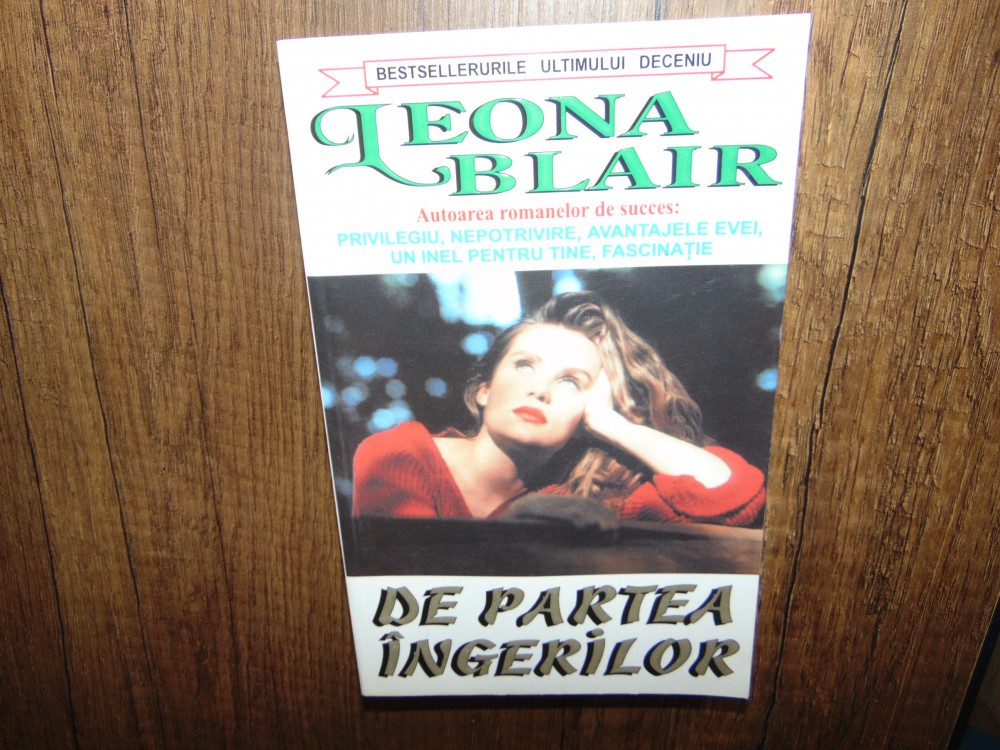 BESTSELLERURILE ULTIMULUI DECENIU
LEONA
BLAIR
Autoarea romanelor de succes:
PRIVILEGIU, NEPOTRIVIRE, AVANTAJELE EVEI,
UN INEL PENTRU TINE, FASCINAȚIE
DE PARTEA
ÎNGERILOR